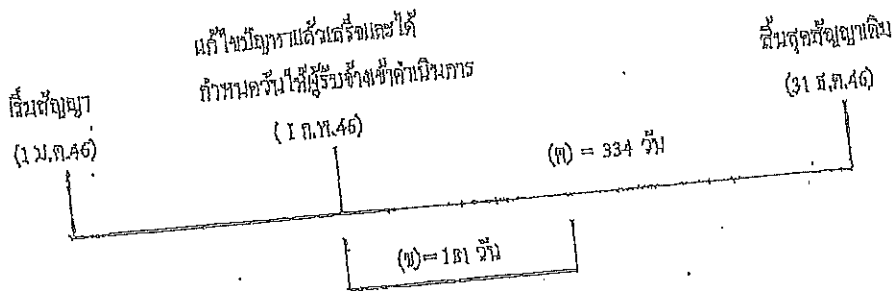 เริ่มสัญญา
(1 ม.ค.46)
แก้ไขปัญหาแล้วเสร็จและได้
กำหนดวันให้ผู้รับจ้างเข้าดำเนินการ
(1 ก.พ.46)
สิ้นสุดสัญญาเดิม
(31 ธ.ค.46)
(ค) = 334 วัน
(ข) = 181 วัน